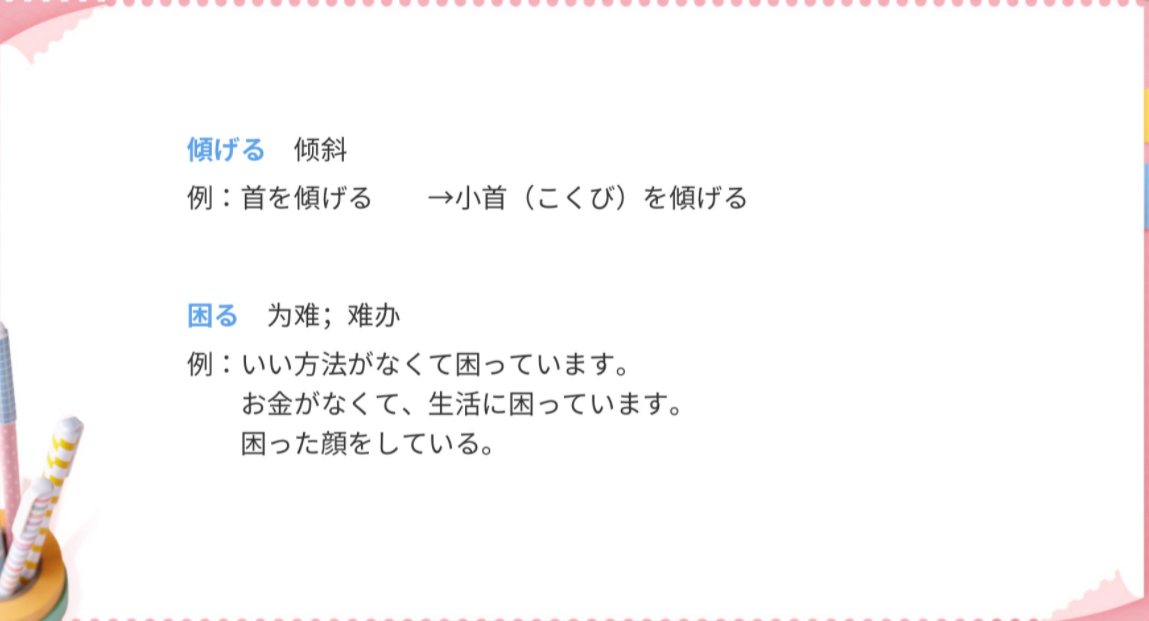 傾げる　倾斜
例：首を傾げる　　→小首（こくび）を傾げる
困る　为难；难办
例：いい方法がなくて困っています。
お金がなくて、生活に困っています。
困った顔をしている。